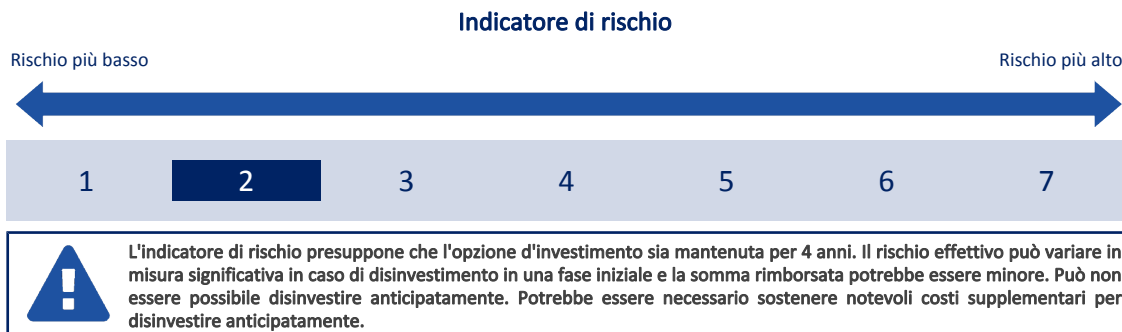 Indicatore di rischio
Rischio più basso
Rischio più alto
1 2 3 4 5 6 7
L'indicatore di rischio presuppone che l'opzione d'investimento sia mantenuta per 4 anni. Il rischio effettivo può variare in
misura significativa in caso di disinvestimento in una fase iniziale e la somma rimborsata potrebbe essere minore. Può non
essere possibile disinvestire anticipatamente. Potrebbe essere necessario sostenere notevoli costi supplementari per
disinvestire anticipatamente.